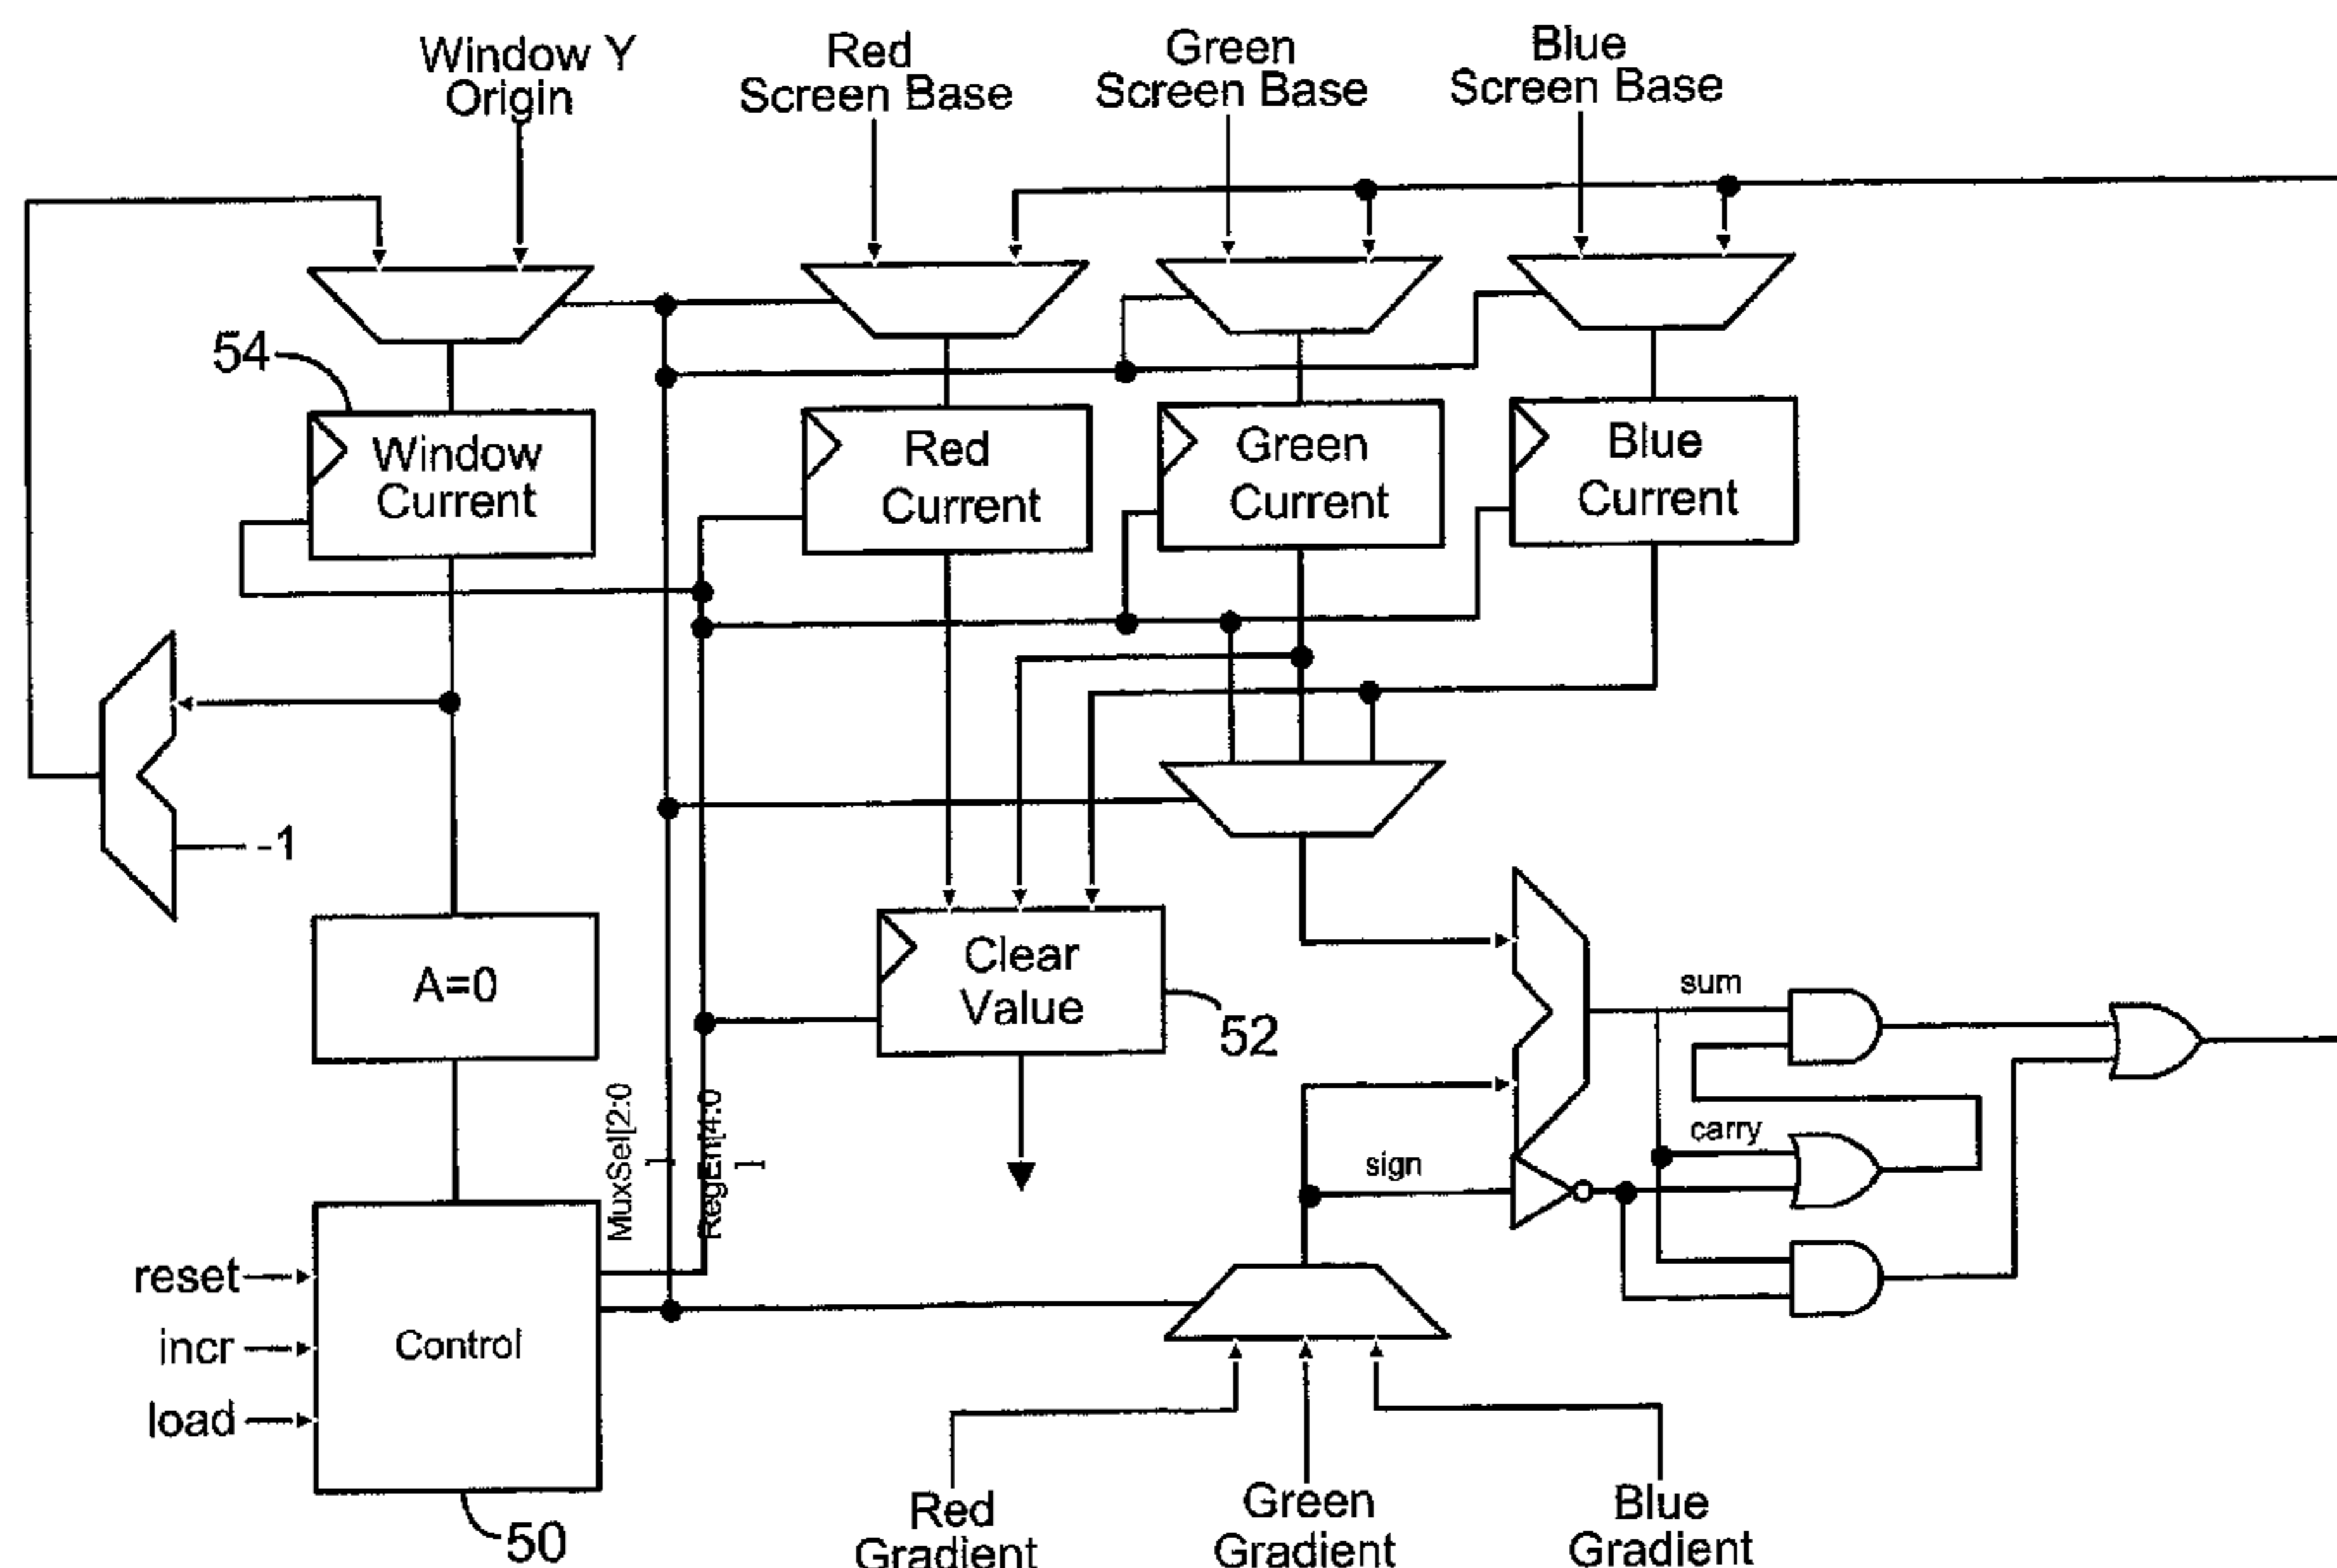 Window Y
Origin
Red
Screen Base
Green
Screen Base
Blue
Screen Base
54
Window
Current
Red
Current
Green
Current
Blue
Current
-1
A=0
Clear
Value
52
sum
carry
sign
MuxSel[2:0
]
RegEn[4:0
]
reset
incr
load
Control
50
Red
Gradient
Green
Gradient
Blue
Gradient